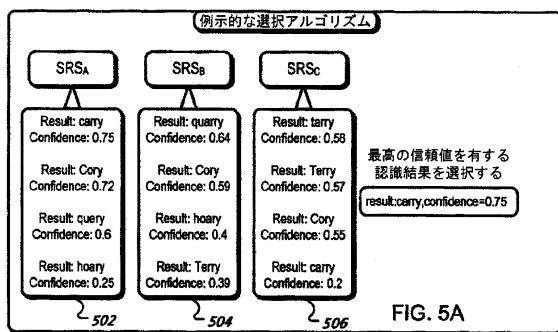 例示的な選択アルゴリズム
SRSA
Result: carry
Confidence: 0.75
Result: Cory
Confidence: 0.72
Result: query
Confidence: 0.6
Result: hoary
Confidence: 0.25
502
SRSB
Result: quarry
Confidence: 0.64
Result: Cory
Confidence: 0.59
Result: hoary
Confidence: 0.4
Result: Terry
Confidence: 0.39
504
SRSC
Result: tarry
Confidence: 0.58
Result: Terry
Confidence: 0.57
Result: Cory
Confidence: 0.55
Result: carry
Confidence: 0.2
506
最高の信頼値を有する
認識結果を選択する
result:carry,confidence=0.75
FIG. 5A